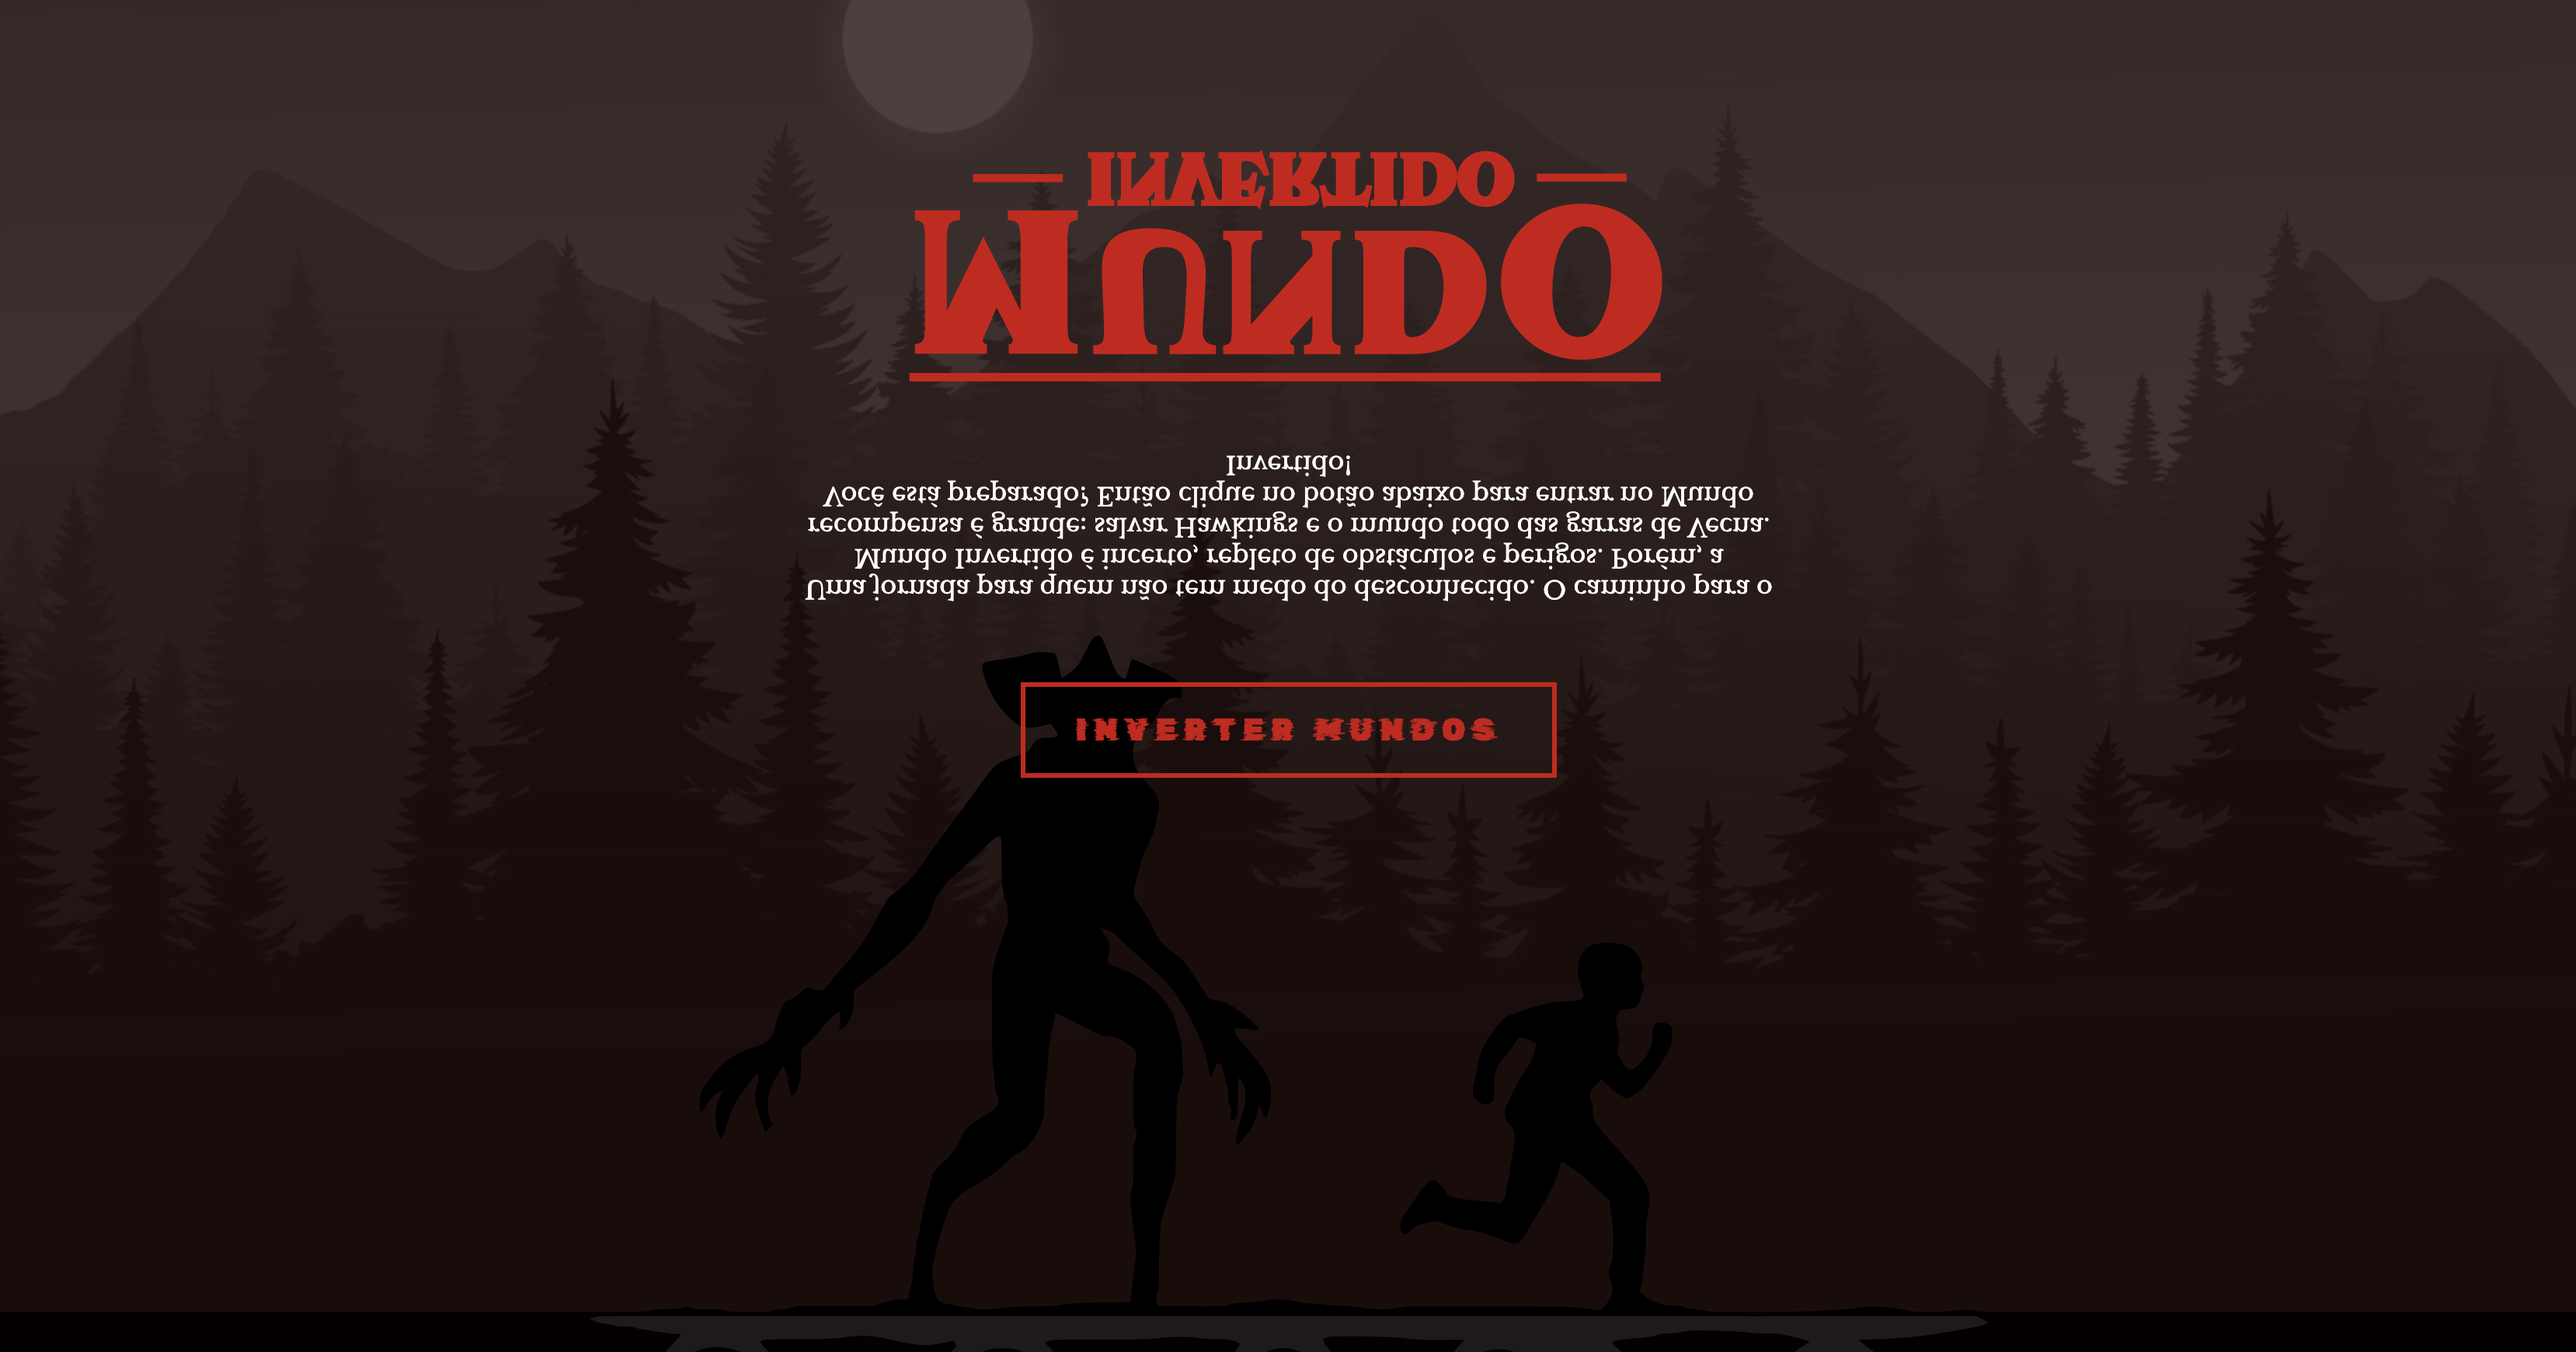 MUNDO
INVERTIDO
Uma jornada para quem não tem medo do desconhecido. O caminho para o
Mundo Invertido é incerto, repleto de obstáculos e perigos. Porém, a
recompensa é grande: salvar Hawkings e o mundo todo das garras de Vecna.
Você está preparado? Então clique no botão abaixo para entrar no Mundo
Invertido!
INVERTER MUNDOS